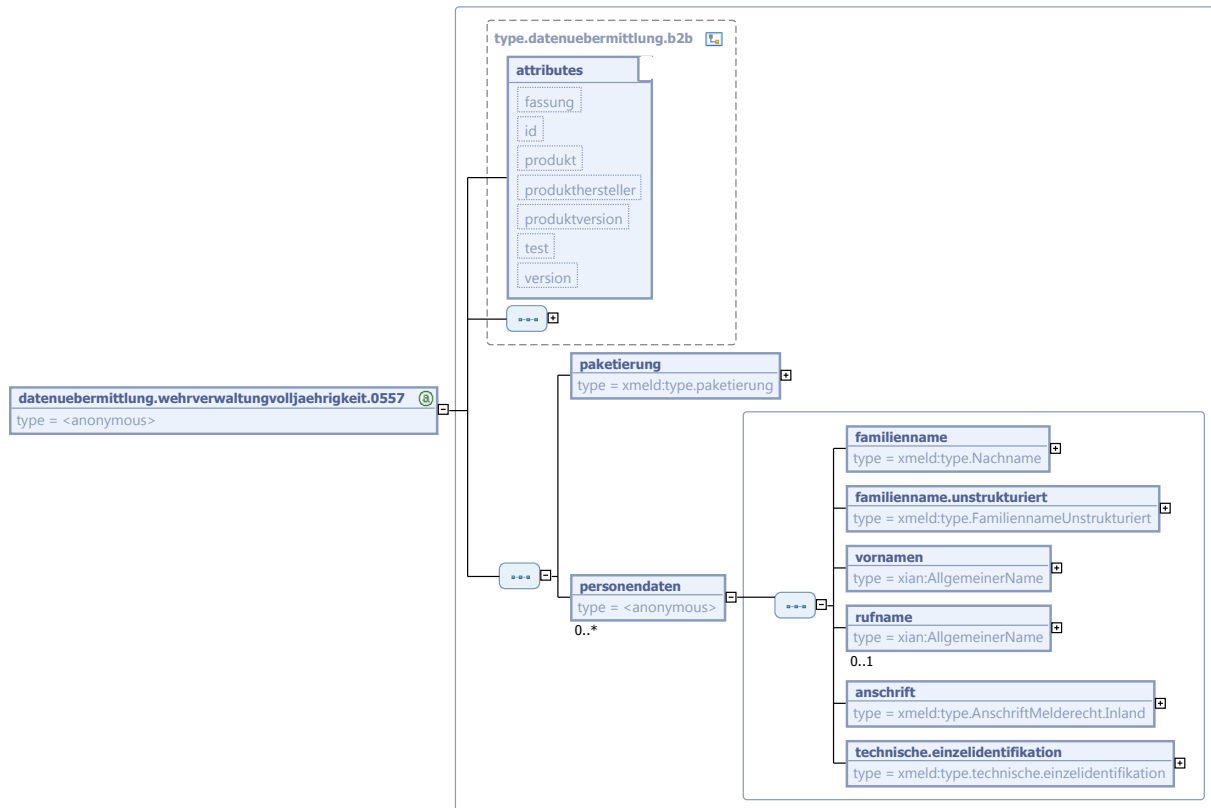 type.datenuebermittlung.b2b
attributes
fassung
id
produkt
produkthersteller
produktversion
test
version
paketierung
type = xmeld:type.paketierung
datenuebermittlung.wehrverwaltungvolljaehrigkeit.0557 a
type = <anonymous>
familienname
type = xmeld:type.Nachname
familienname.unstrukturiert
type = xmeld:type.FamiliennameUnstrukturiert
vornamen
type = xian:AllgemeinerName
personendaten
type = <anonymous>
0..*
rufname
type = xian:AllgemeinerName
0..1
anschrift
type = xmeld:type.AnschriftMelderecht.Inland
technische.einzelidentifikation
type = xmeld:type.technische.einzelidentifikation